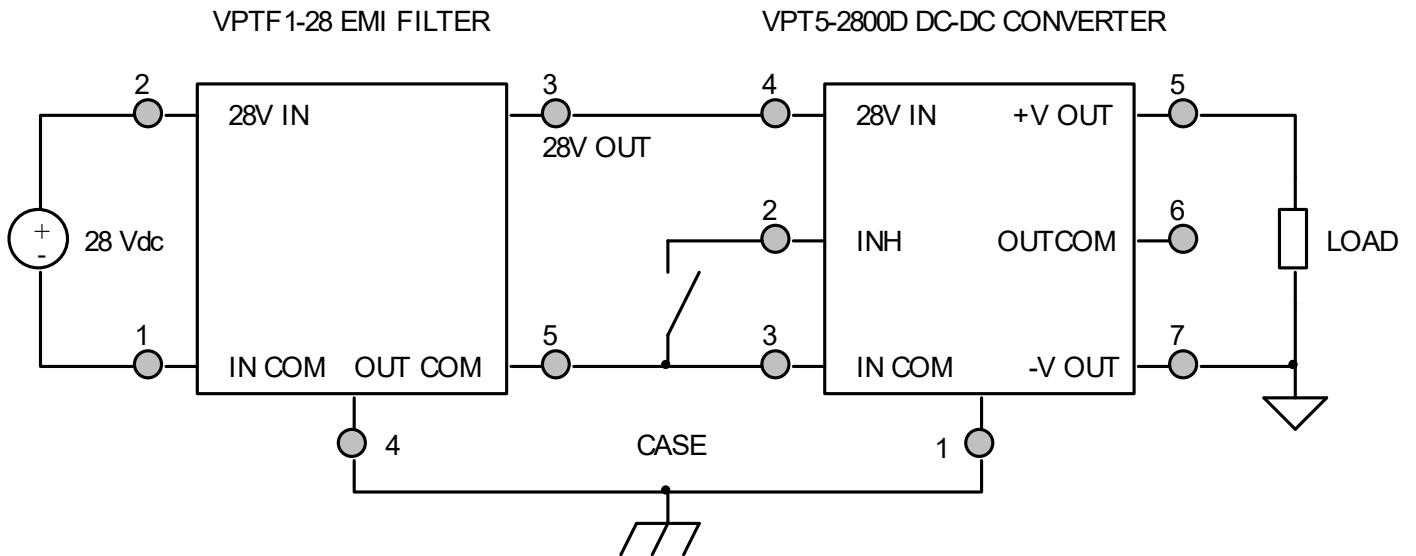 VPTF1-28 EMI FILTER
VPT5-2800D DC-DC CONVERTER
2
28V IN
3
28V OUT
4
28V IN
+V OUT
5
+
-
28 Vdc
2
INH
OUTCOM
6
LOAD
1
IN COM
OUT COM
5
3
IN COM
-V OUT
7
4
CASE
1